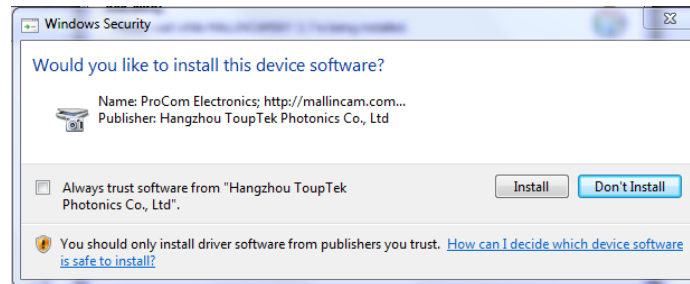 Windows Security
Would you like to install this device software?
Name: ProCom Electronics; http://mallincam.com...
Publisher: Hangzhou ToupTek Photonics Co., Ltd
Always trust software from "Hangzhou ToupTek
Photonics Co., Ltd".
Install
Don't Install
You should only install driver software from publishers you trust. How can I decide which device software
is safe to install?